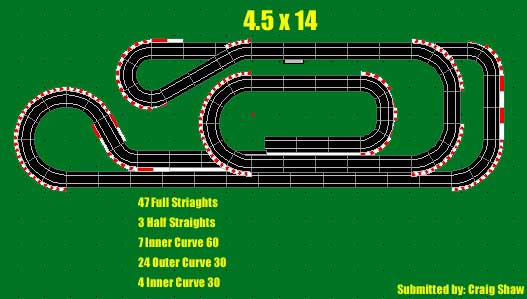 4.5 x 14
47 Full Striaghts
3 Half Straights
7 Inner Curve 60
24 Outer Curve 30
4 Inner Curve 30
Submitted by: Craig Shaw